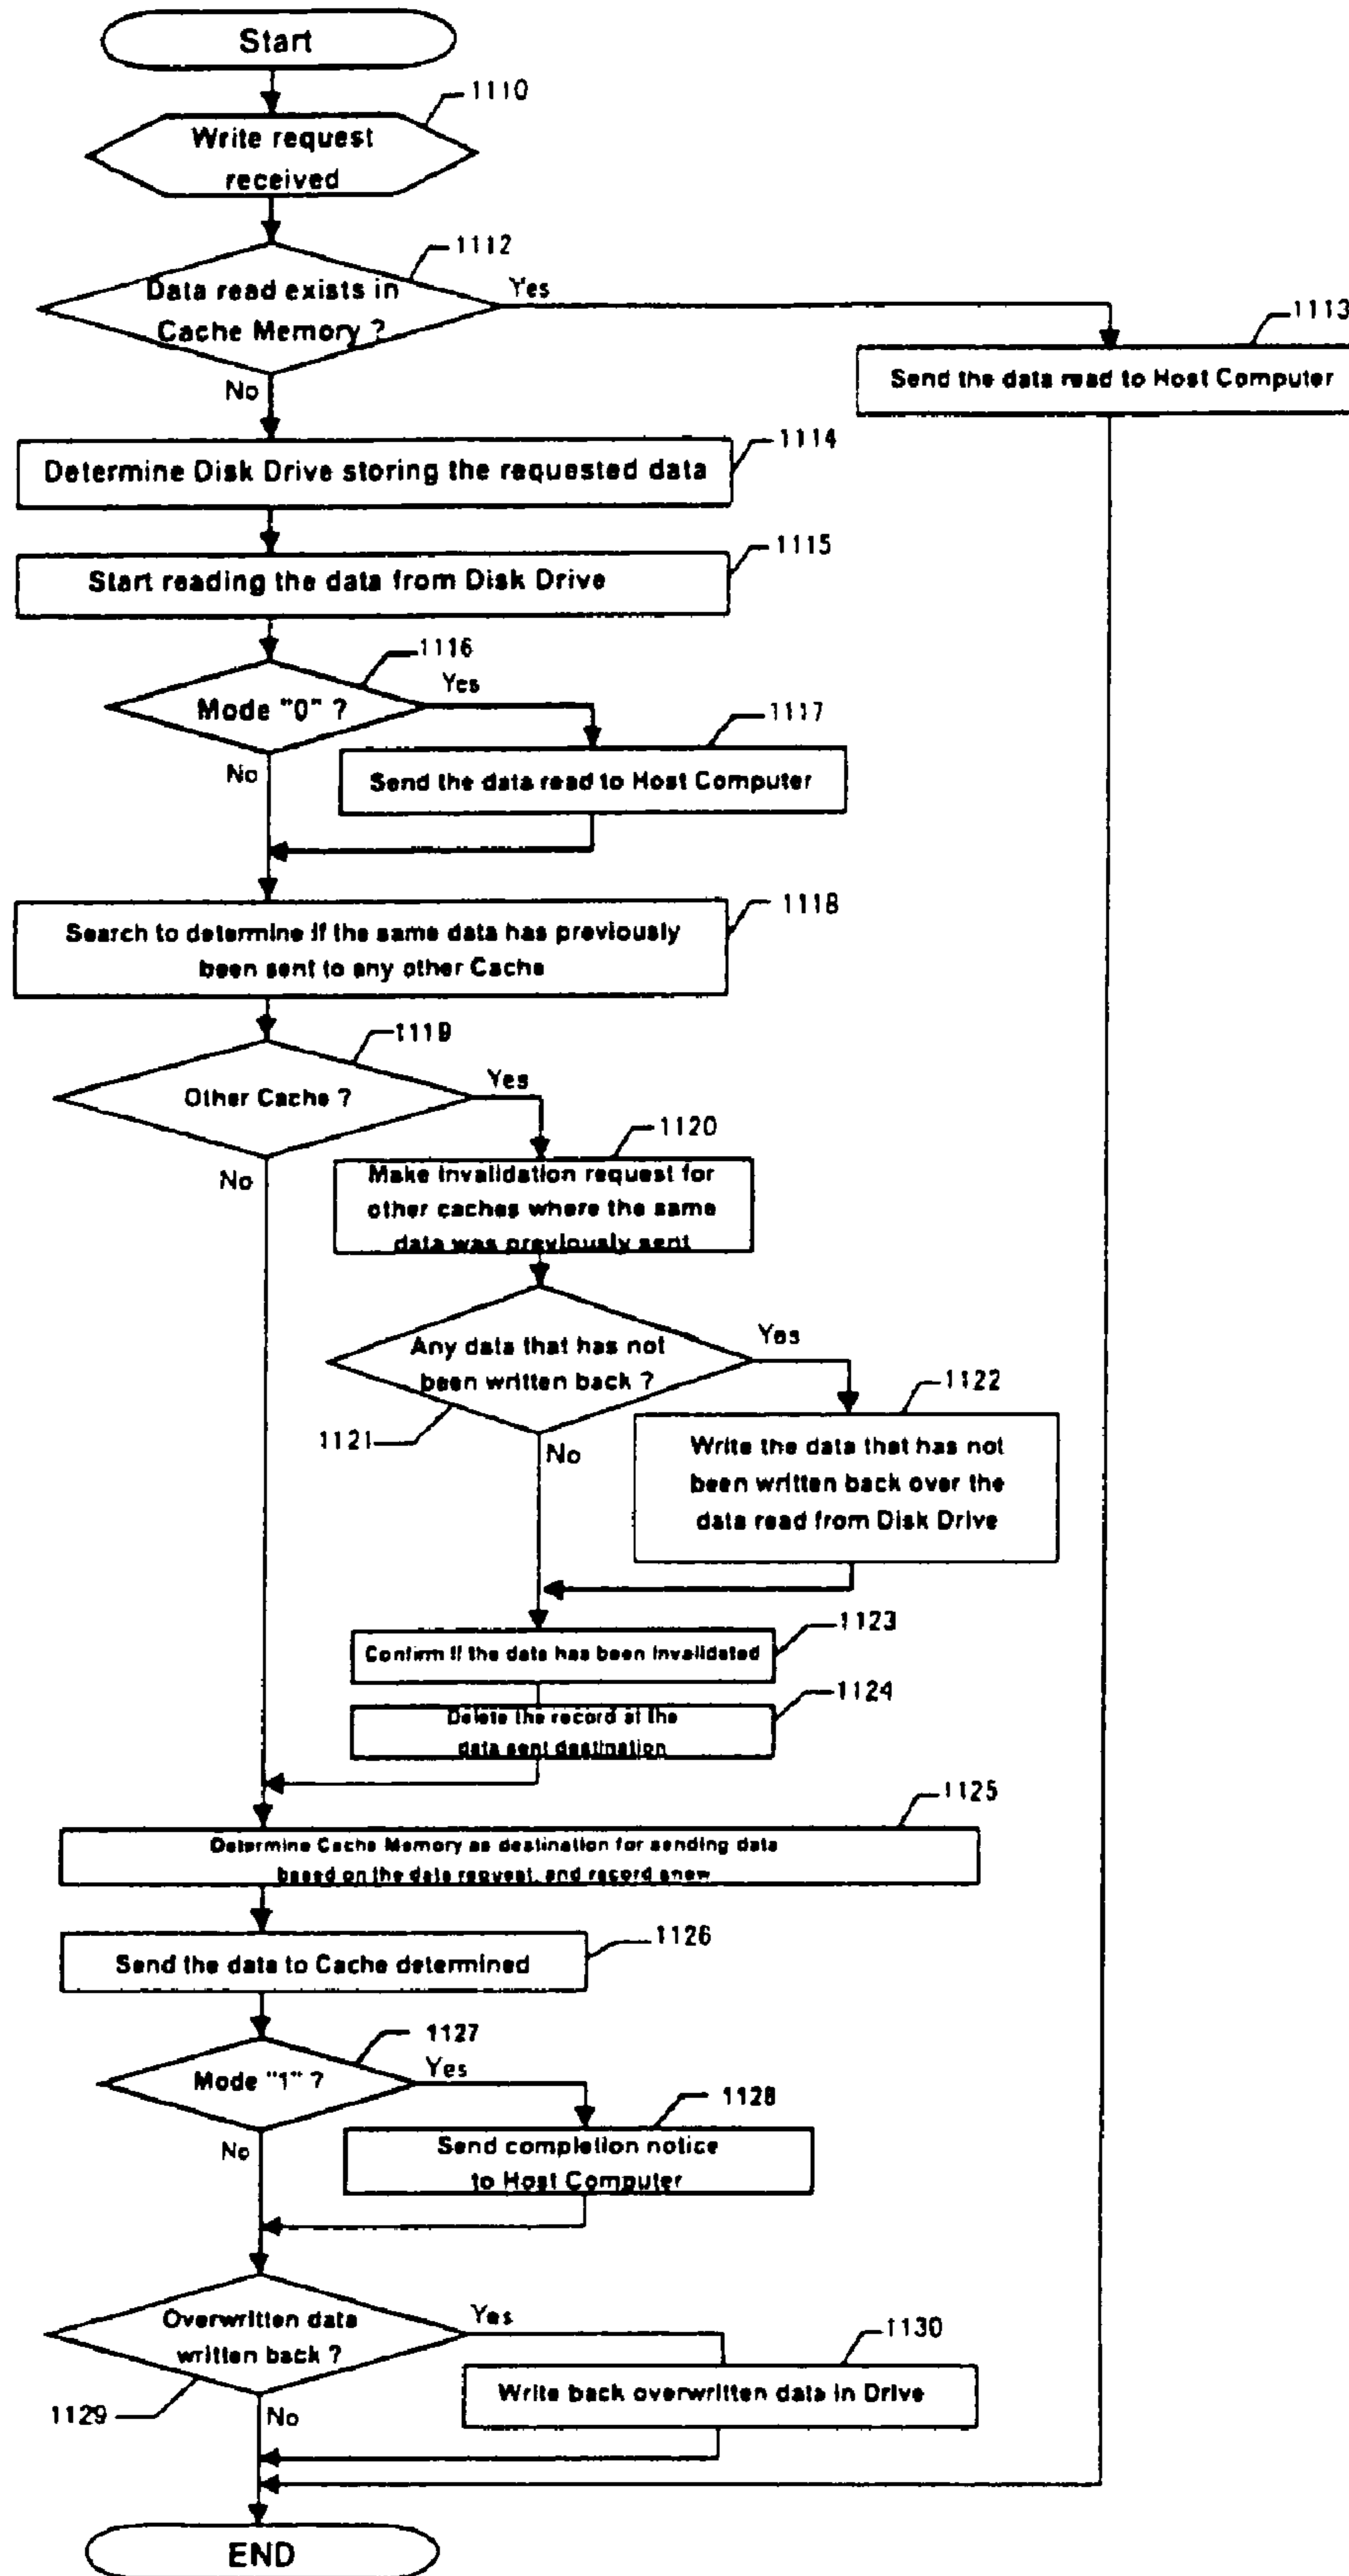 Start
1110
Write request
received
1112
Data read exists in
Cache Memory ?
Yes
No
1113
Send the data read to Host Computer
1114
Determine Disk Drive storing the requested data
1115
Start reading the data from Disk Drive
1116
Mode "0" ?
Yes
No
1117
Send the data read to Host Computer
1118
Search to determine if the same data has previously
been sent to any other Cache
1119
Other Cache ?
Yes
No
1120
Make invalidation request for
other caches where the same
data was previously sent
Any data that has not
been written back ?
Yes
1121
No
1122
Write the data that has not
been written back over the
data read from Disk Drive
1123
Confirm if the data has been invalidated
1124
Delete the record at the
data sent destination
1125
Determine Cache Memory as destination for sending data
based on the data request, and record anew
1126
Send the data to Cache determined
1127
Mode "1" ?
Yes
No
1128
Send completion notice
to Host Computer
Overwritten data
written back ?
Yes
1129
No
1130
Write back overwritten data in Drive
END